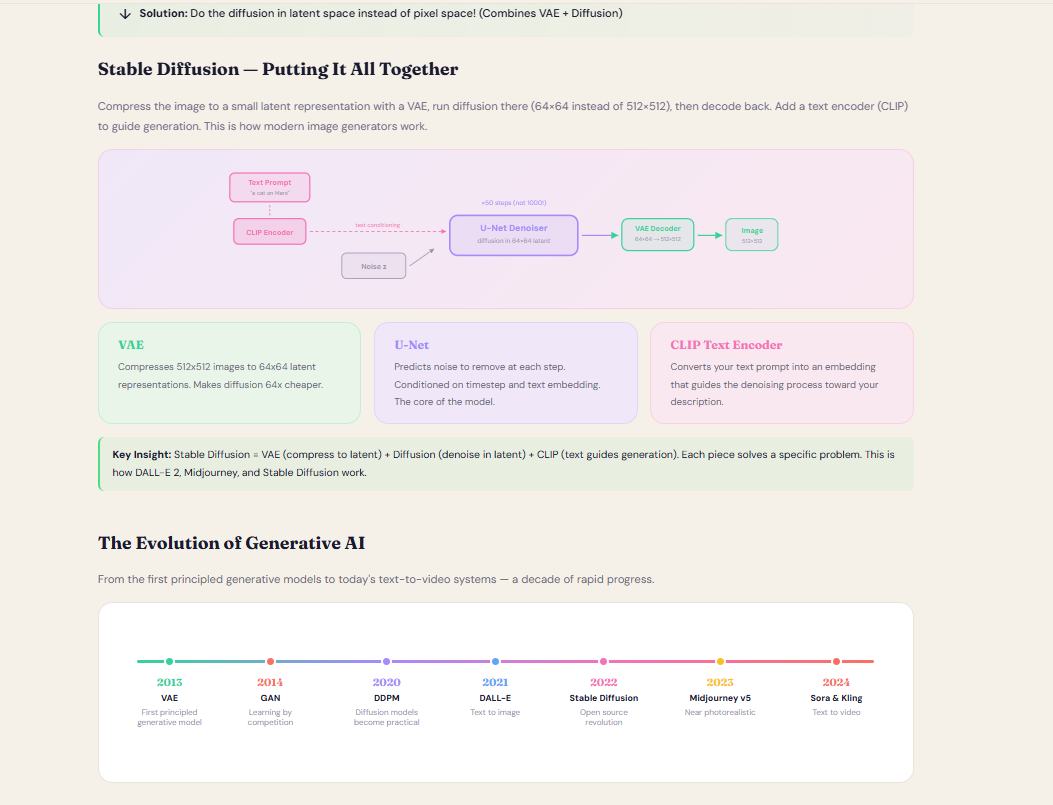 ↓ Solution: Do the diffusion in latent space instead of pixel space! (Combines VAE + Diffusion)
Stable Diffusion — Putting It All Together
Compress the image to a small latent representation with a VAE, run diffusion there (64×64 instead of 512×512), then decode back. Add a text encoder (CLIP)
to guide generation. This is how modern image generators work.
Text Prompt
"a cat on Mars"
CLIP Encoder
text conditioning
Noise z
~50 steps (not 1000!)
U-Net Denoiser
diffusion in 64×64 latent
VAE Decoder
64×64 → 512×512
Image
512×512
VAE
Compresses 512x512 images to 64x64 latent
representations. Makes diffusion 64x cheaper.
U-Net
Predicts noise to remove at each step.
Conditioned on timestep and text embedding.
The core of the model.
CLIP Text Encoder
Converts your text prompt into an embedding
that guides the denoising process toward your
description.
Key Insight: Stable Diffusion = VAE (compress to latent) + Diffusion (denoise in latent) + CLIP (text guides generation). Each piece solves a specific problem. This is
how DALL-E 2, Midjourney, and Stable Diffusion work.
The Evolution of Generative AI
From the first principled generative models to today's text-to-video systems — a decade of rapid progress.
2013
VAE
First principled
generative model
2014
GAN
Learning by
competition
2020
DDPM
Diffusion models
become practical
2021
DALL-E
Text to image
2022
Stable Diffusion
Open source
revolution
2023
Midjourney v5
Near photorealistic
2024
Sora & Kling
Text to video